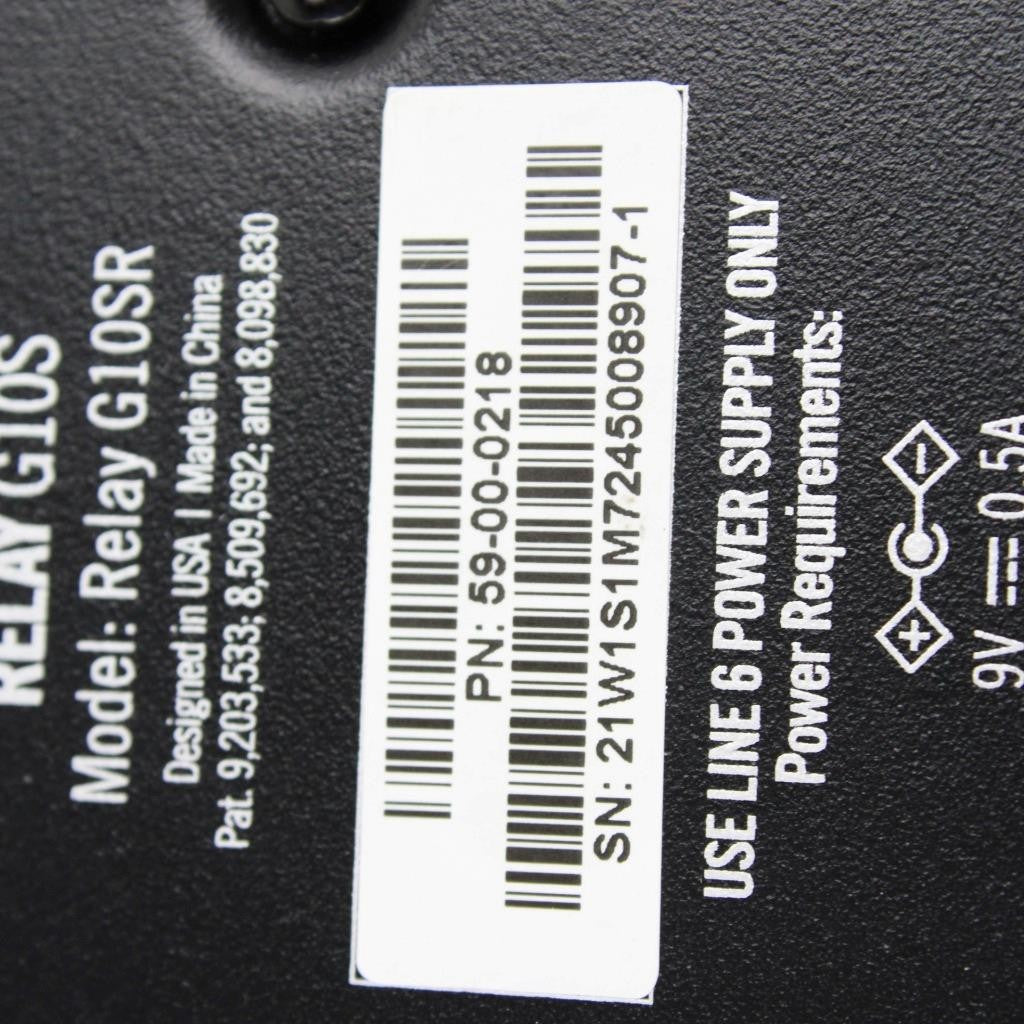 RELAY G10S
Model: Relay G10SR
Designed in USA | Made in China
Pat. 9,203,533; 8,509,692; and 8,098,830
PN: 59-00-0218
SN: 21W1S1M7245008907-1
USE LINE 6 POWER SUPPLY ONLY
Power Requirements:
+ -
9V ⎓ 0.5A